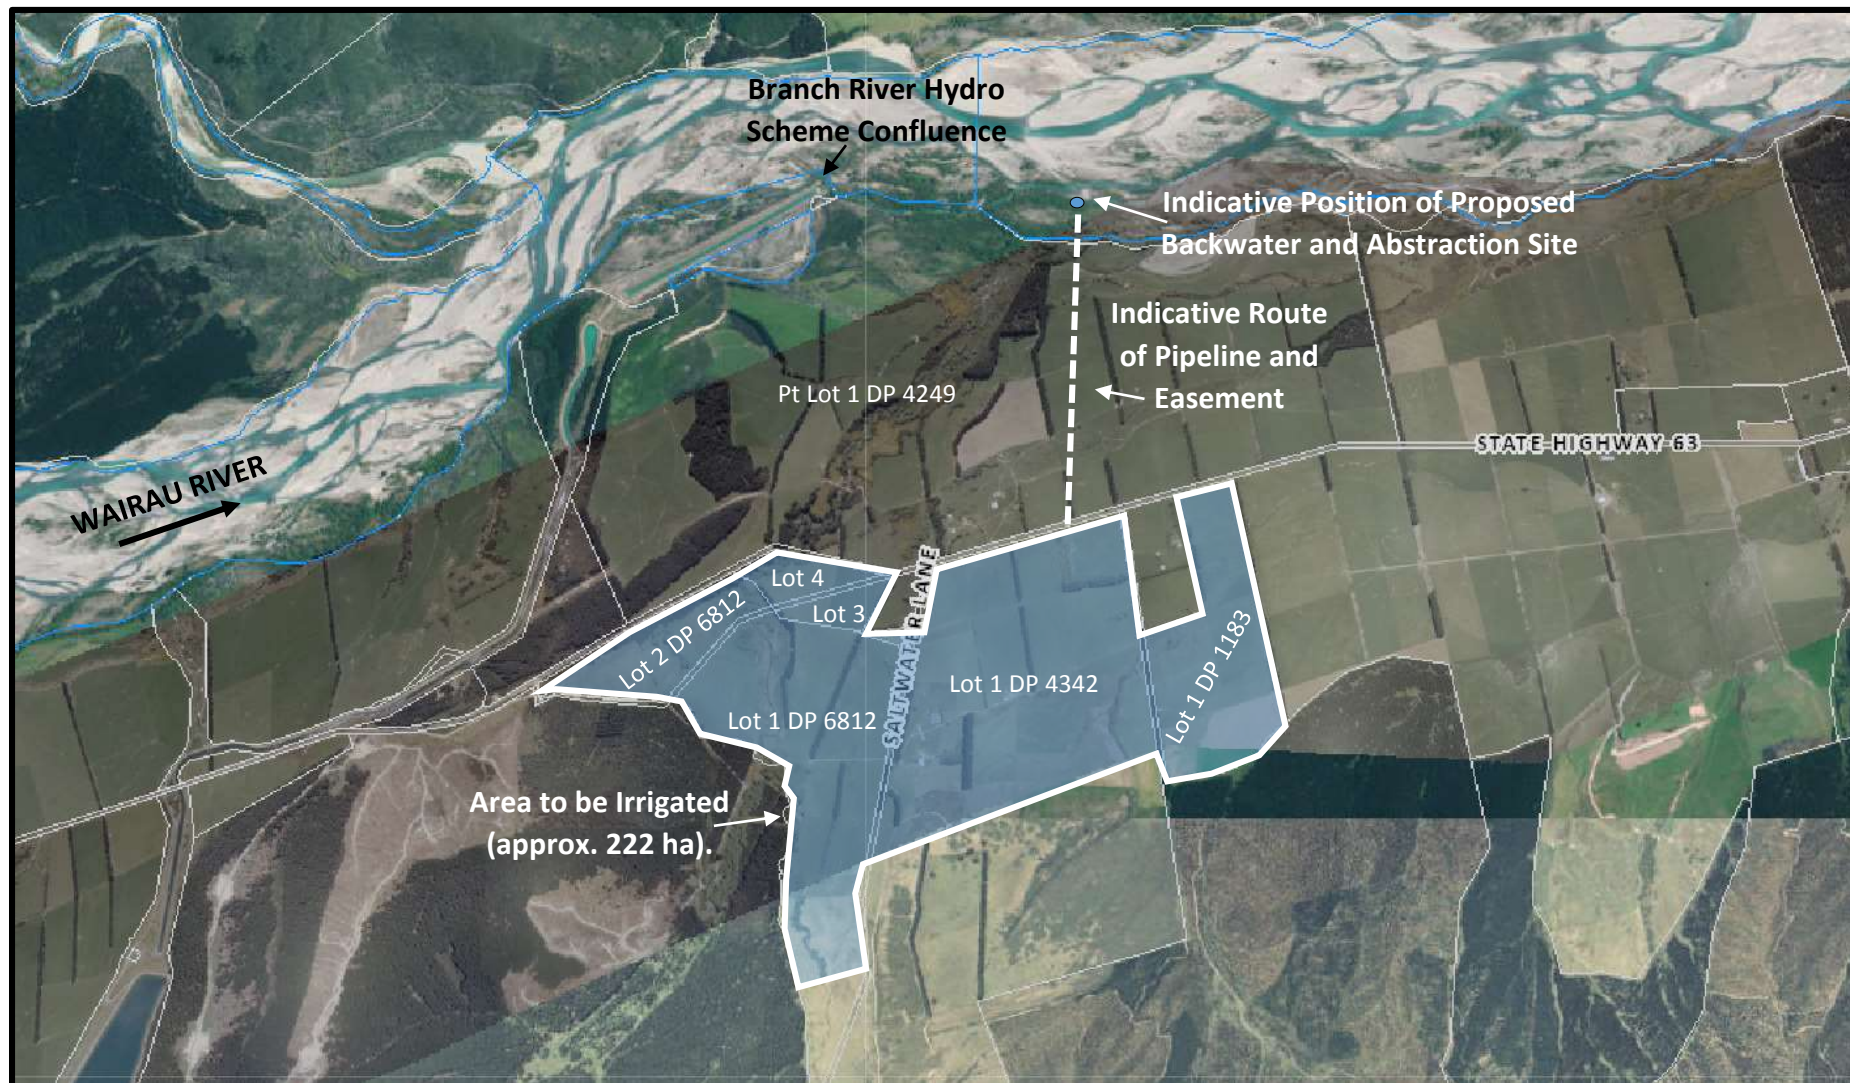 Branch River Hydro
Scheme Confluence
Indicative Position of Proposed
Backwater and Abstraction Site
Indicative Route
of Pipeline and
Easement
Pt Lot 1 DP 4249
STATE HIGHWAY 63
WAIRAU RIVER
SALTWATER LANE
Lot 4
Lot 3
Lot 2 DP 6812
Lot 1 DP 6812
Lot 1 DP 4342
Lot 1 DP 1183
Area to be Irrigated
(approx. 222 ha).